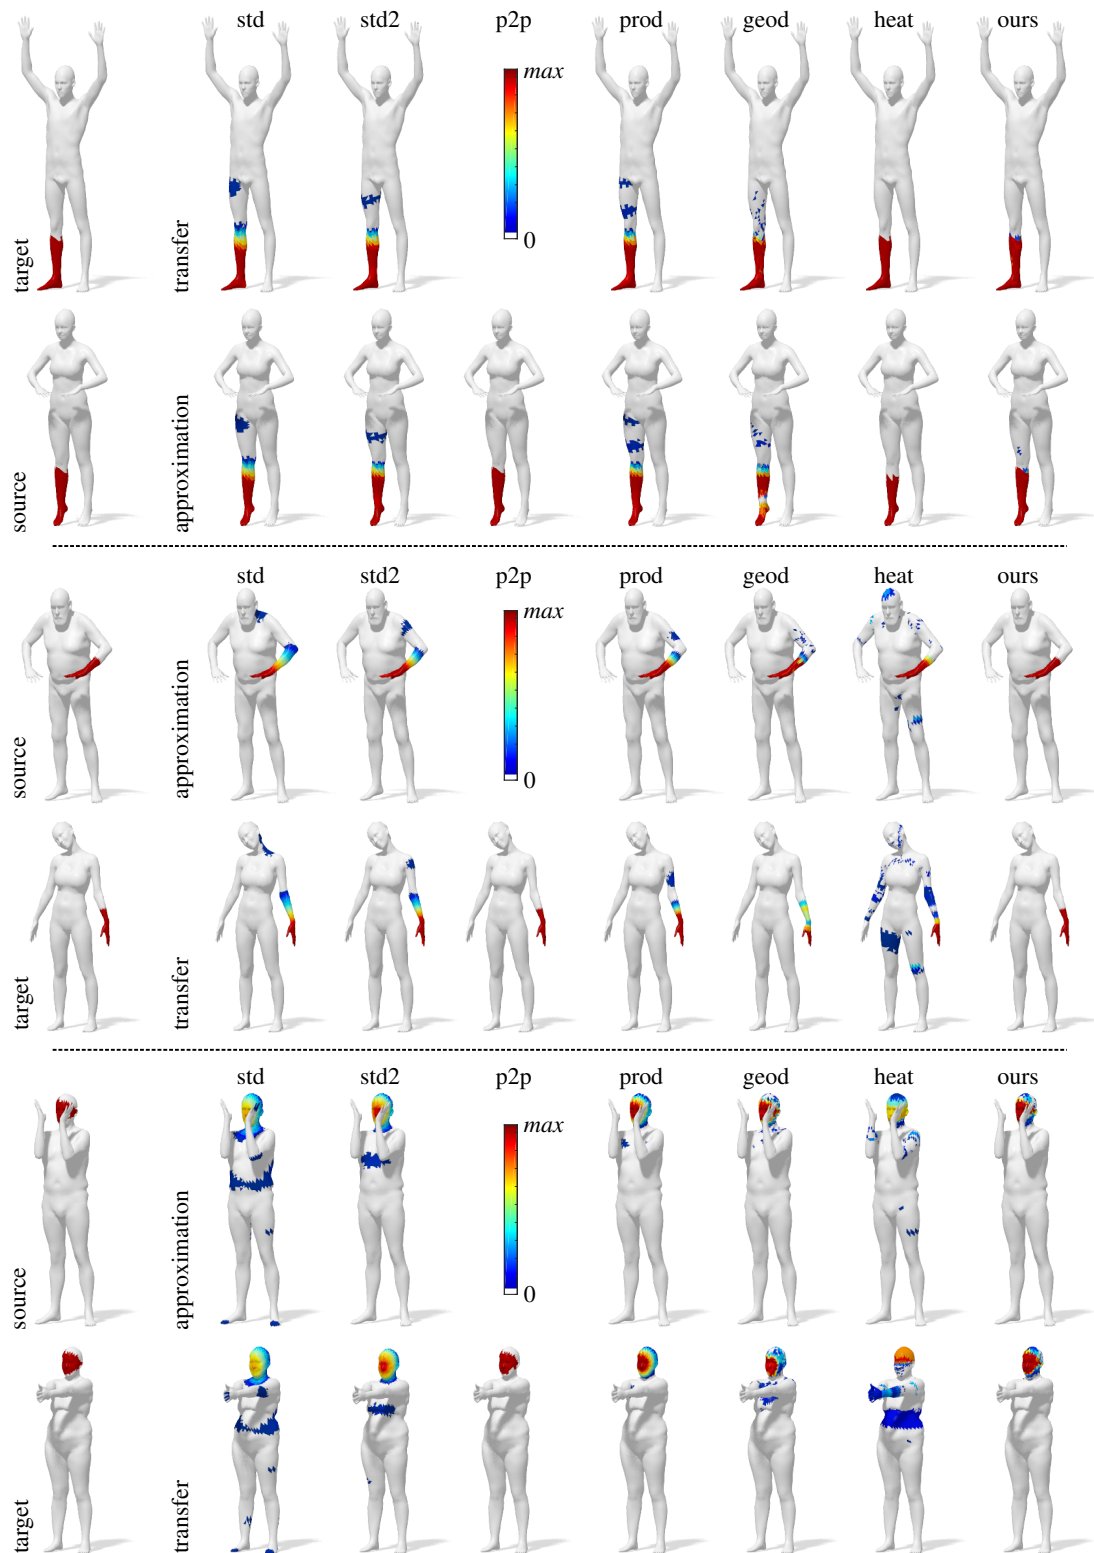 std std2 p2p prod geod heat ours
max
0
target
transfer
source
approximation
std std2 p2p prod geod heat ours
max
0
source
approximation
target
transfer
std std2 p2p prod geod heat ours
max
0
source
approximation
target
transfer